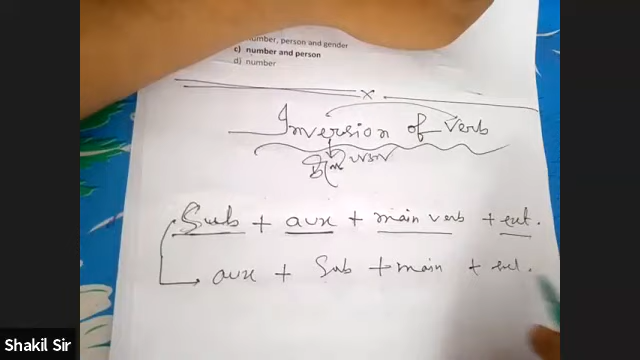 number, person and gender
c) number and person
d) number
x
Inversion of Verb
Sub + aux + main verb + ext.
aux + Sub + main + ext.
Shakil Sir